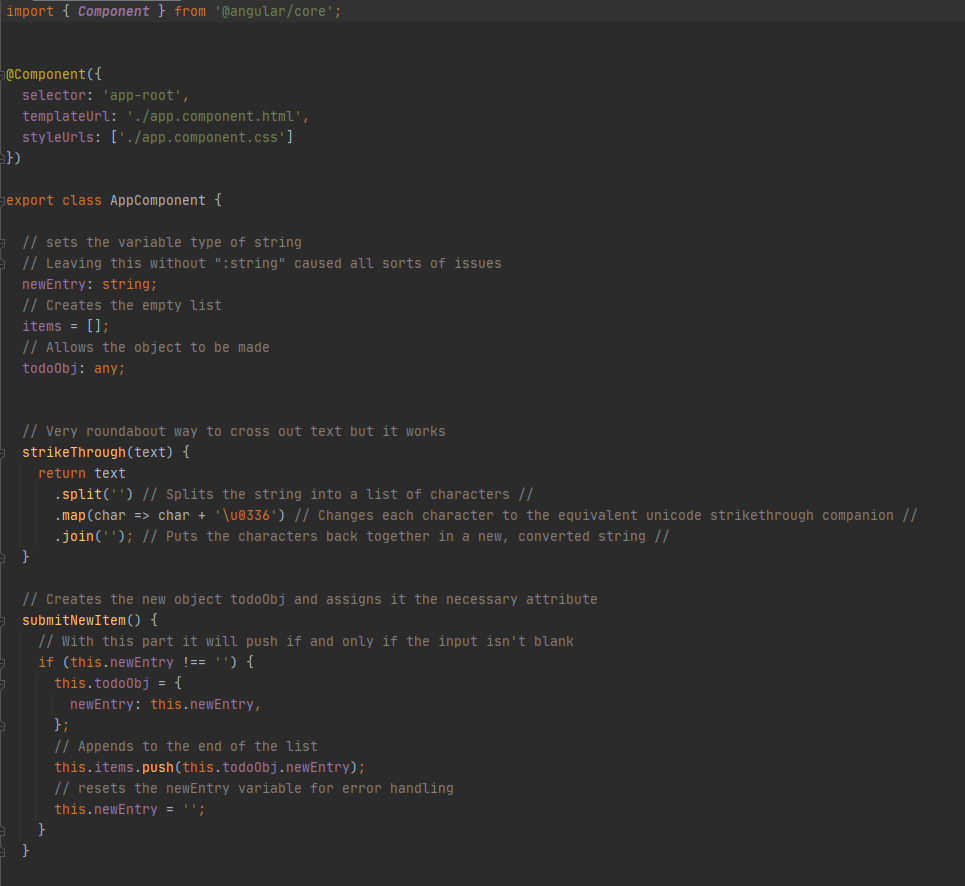 import { Component } from '@angular/core';
@Component({
  selector: 'app-root',
  templateUrl: './app.component.html',
  styleUrls: ['./app.component.css']
})
export class AppComponent {
  // sets the variable type of string
  // Leaving this without ":string" caused all sorts of issues
  newEntry: string;
  // Creates the empty list
  items = [];
  // Allows the object to be made
  todoObj: any;
  // Very roundabout way to cross out text but it works
  strikeThrough(text) {
    return text
      .split('') // Splits the string into a list of characters //
      .map(char => char + '\u0336') // Changes each character to the equivalent unicode strikethrough companion //
      .join(''); // Puts the characters back together in a new, converted string //
  }
  // Creates the new object todoObj and assigns it the necessary attribute
  submitNewItem() {
    // With this part it will push if and only if the input isn't blank
    if (this.newEntry !== '') {
      this.todoObj = {
        newEntry: this.newEntry,
      };
      // Appends to the end of the list
      this.items.push(this.todoObj.newEntry);
      // resets the newEntry variable for error handling
      this.newEntry = '';
    }
  }